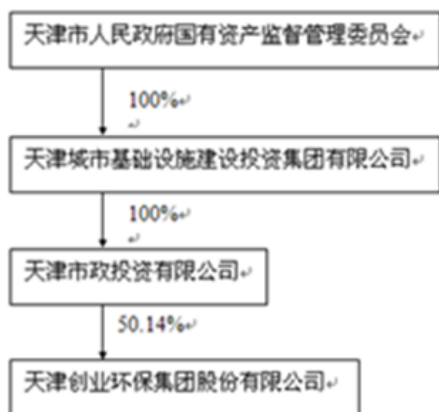 天津市人民政府国有资产监督管理委员会
100%
天津城市基础设施建设投资集团有限公司
100%
天津市政投资有限公司
50.14%
天津创业环保集团股份有限公司